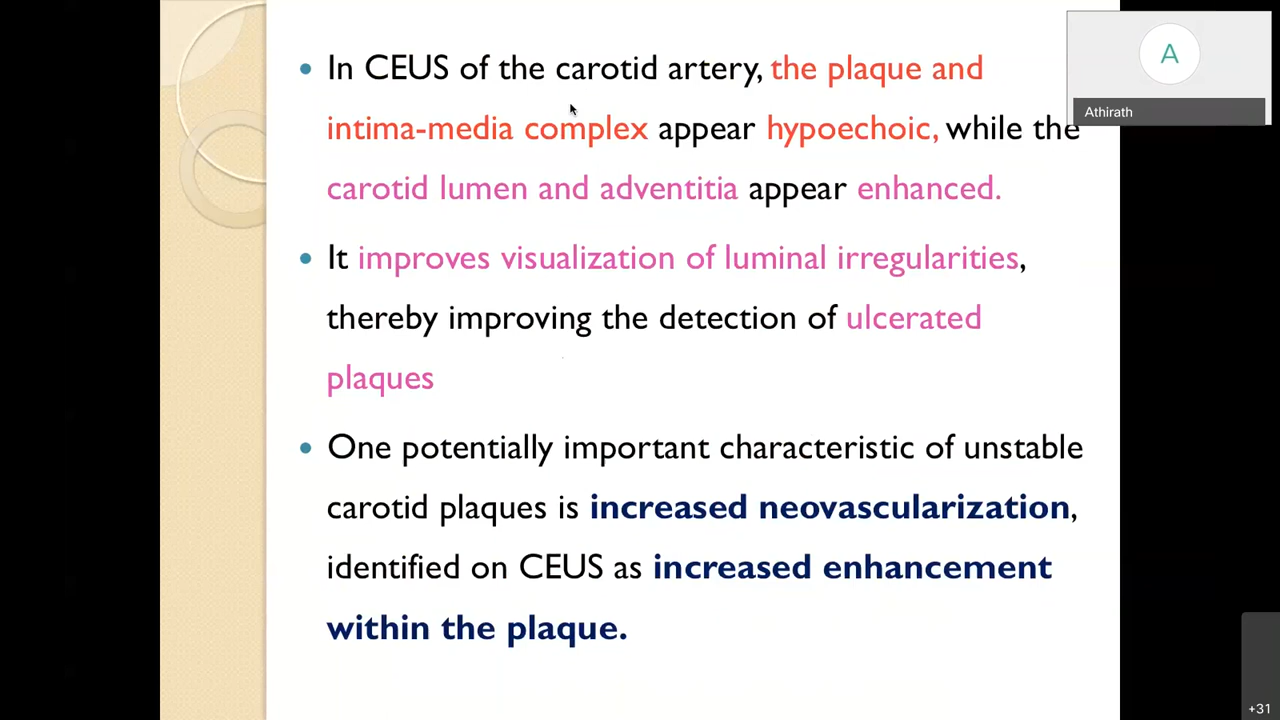 In CEUS of the carotid artery, the plaque and
intima-media complex appear hypoechoic, while the
carotid lumen and adventitia appear enhanced.
It improves visualization of luminal irregularities,
thereby improving the detection of ulcerated
plaques
One potentially important characteristic of unstable
carotid plaques is increased neovascularization,
identified on CEUS as increased enhancement
within the plaque.
A
Athirath
+31